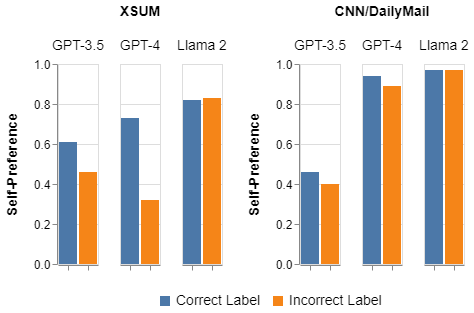 XSUM
GPT-3.5 GPT-4 Llama 2
1.0
0.8
0.6
0.4
0.2
0.0
Self-Preference
CNN/DailyMail
GPT-3.5 GPT-4 Llama 2
1.0
0.8
0.6
0.4
0.2
0.0
Self-Preference
Correct Label Incorrect Label